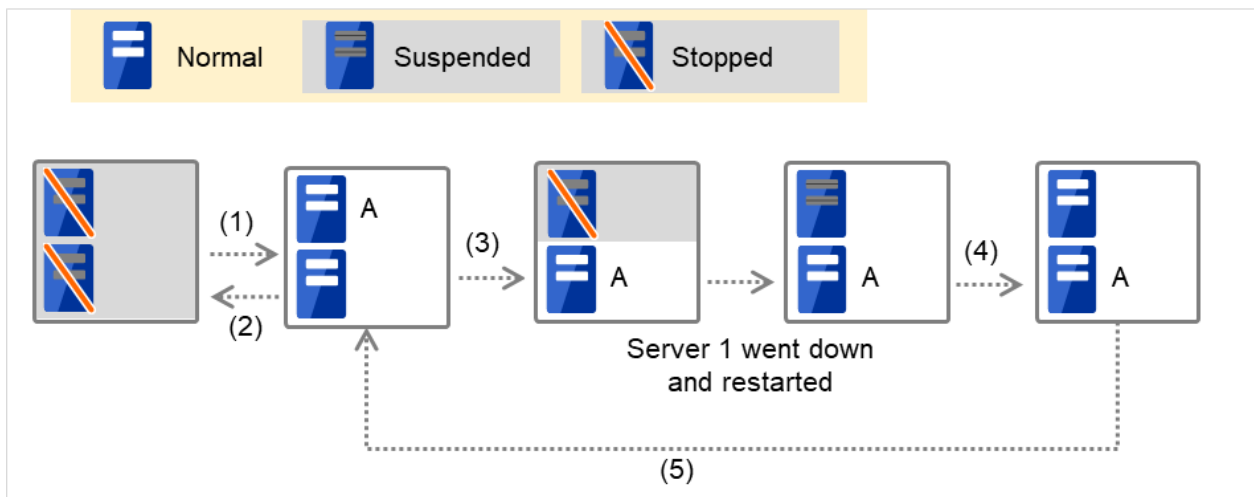 Normal
Suspended
Stopped
(1)
A
(3)
A
A
(4)
A
(2)
Server 1 went down
and restarted
(5)